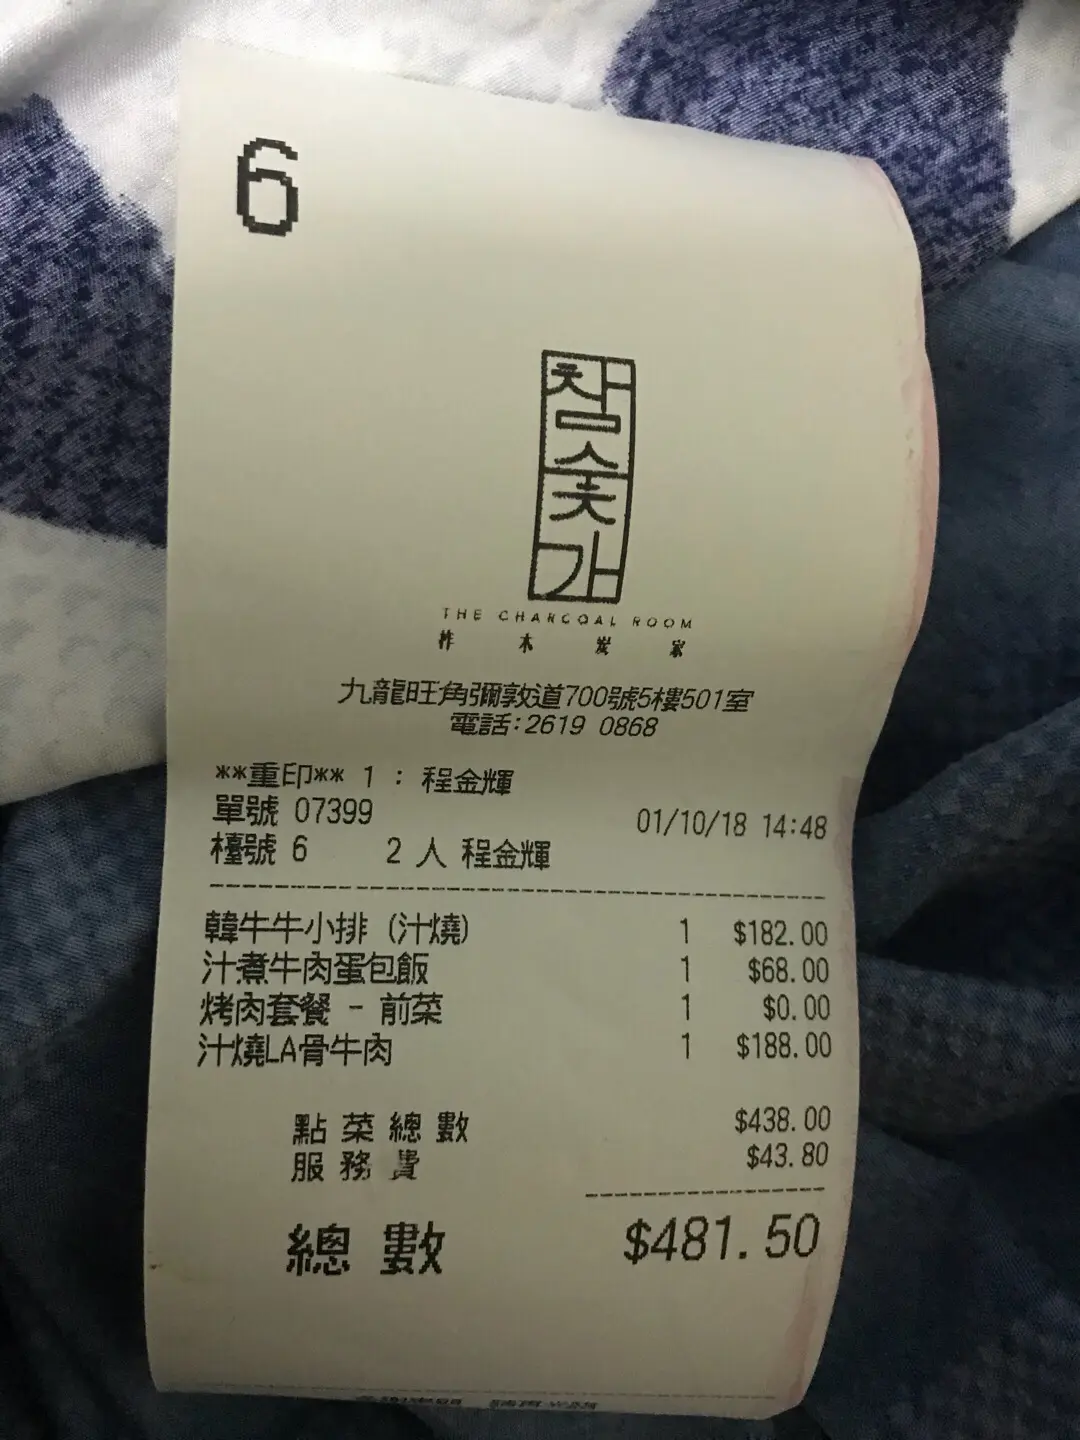 6
참숯갑
THE CHARCOAL ROOM
柞木炭家
九龍旺角彌敦道700號5樓501室
電話:2619 0868
**重印** 1 : 程金輝
單號 07399 01/10/18 14:48
檯號 6 2 人 程金輝
韓牛牛小排 (汁燒) 1 $182.00
汁煮牛肉蛋包飯 1 $68.00
烤肉套餐 - 前菜 1 $0.00
汁燒LA骨牛肉 1 $188.00
點菜總數 $438.00
服務費 $43.80
總數 $481.50